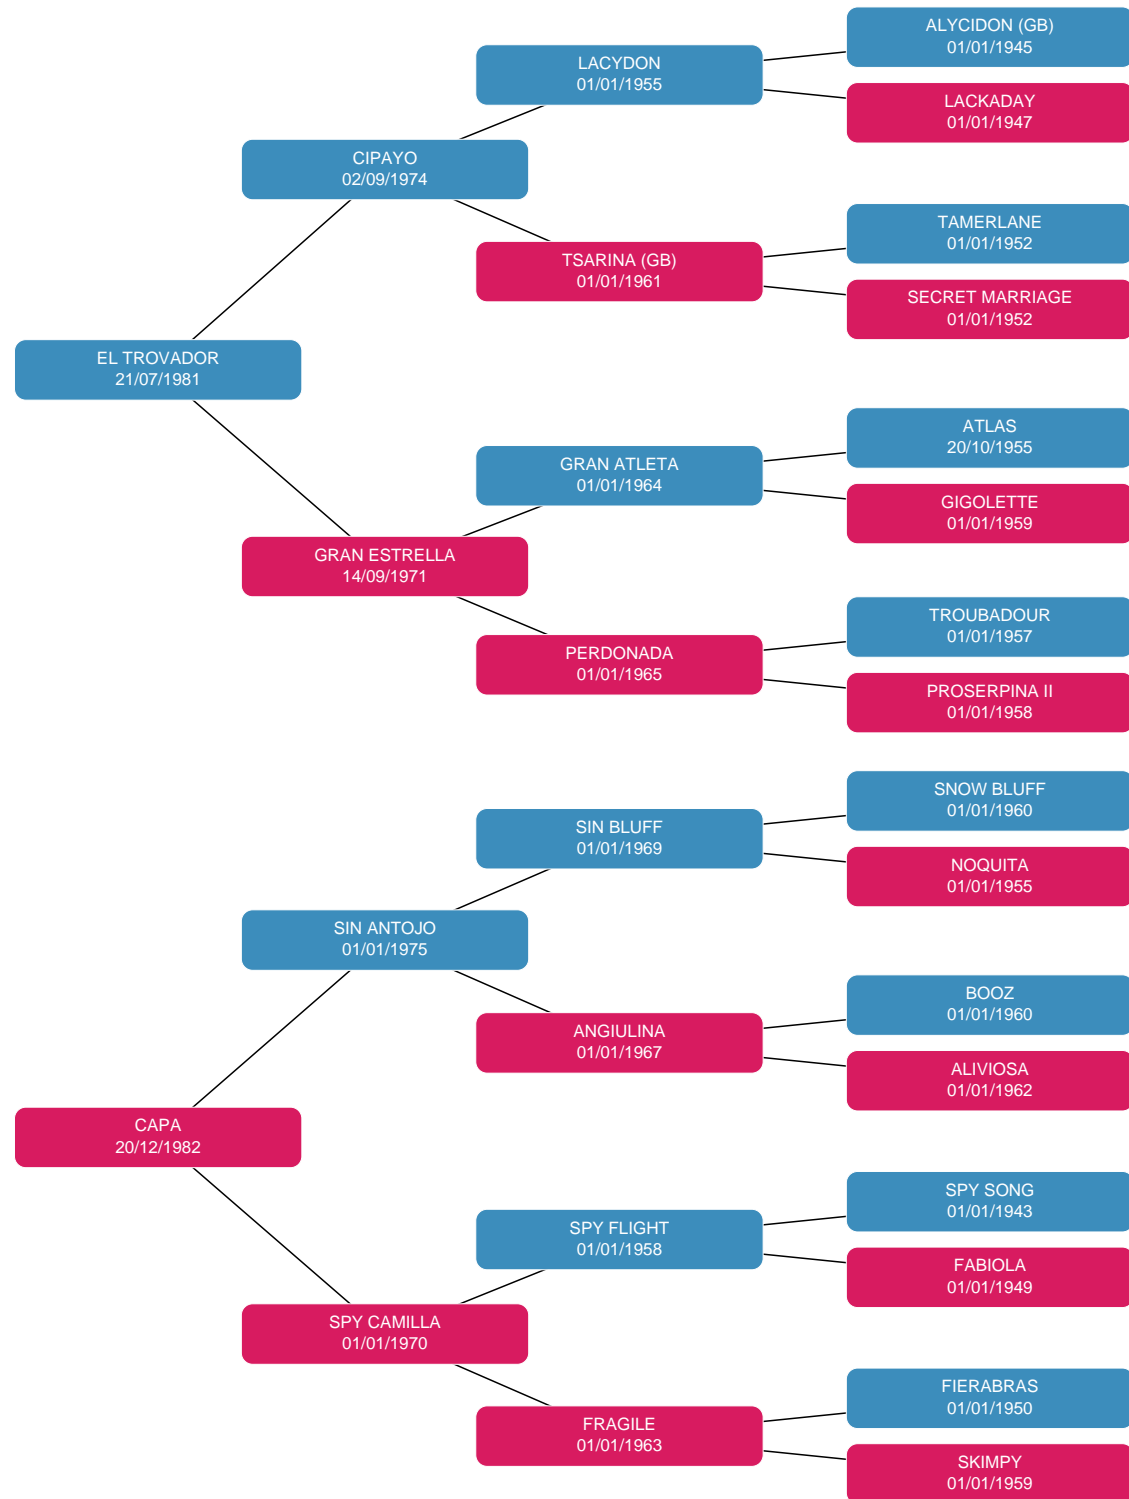 ALYCIDON (GB)
01/01/1945
LACYDON
01/01/1955
LACKADAY
01/01/1947
CIPAYO
02/09/1974
TAMERLANE
01/01/1952
TSARINA (GB)
01/01/1961
SECRET MARRIAGE
01/01/1952
EL TROVADOR
21/07/1981
ATLAS
20/10/1955
GRAN ATLETA
01/01/1964
GIGOLETTE
01/01/1959
GRAN ESTRELLA
14/09/1971
TROUBADOUR
01/01/1957
PERDONADA
01/01/1965
PROSERPINA II
01/01/1958
SNOW BLUFF
01/01/1960
SIN BLUFF
01/01/1969
NOQUITA
01/01/1955
SIN ANTOJO
01/01/1975
BOOZ
01/01/1960
ANGIULINA
01/01/1967
ALIVIOSA
01/01/1962
CAPA
20/12/1982
SPY SONG
01/01/1943
SPY FLIGHT
01/01/1958
FABIOLA
01/01/1949
SPY CAMILLA
01/01/1970
FIERABRAS
01/01/1950
FRAGILE
01/01/1963
SKIMPY
01/01/1959